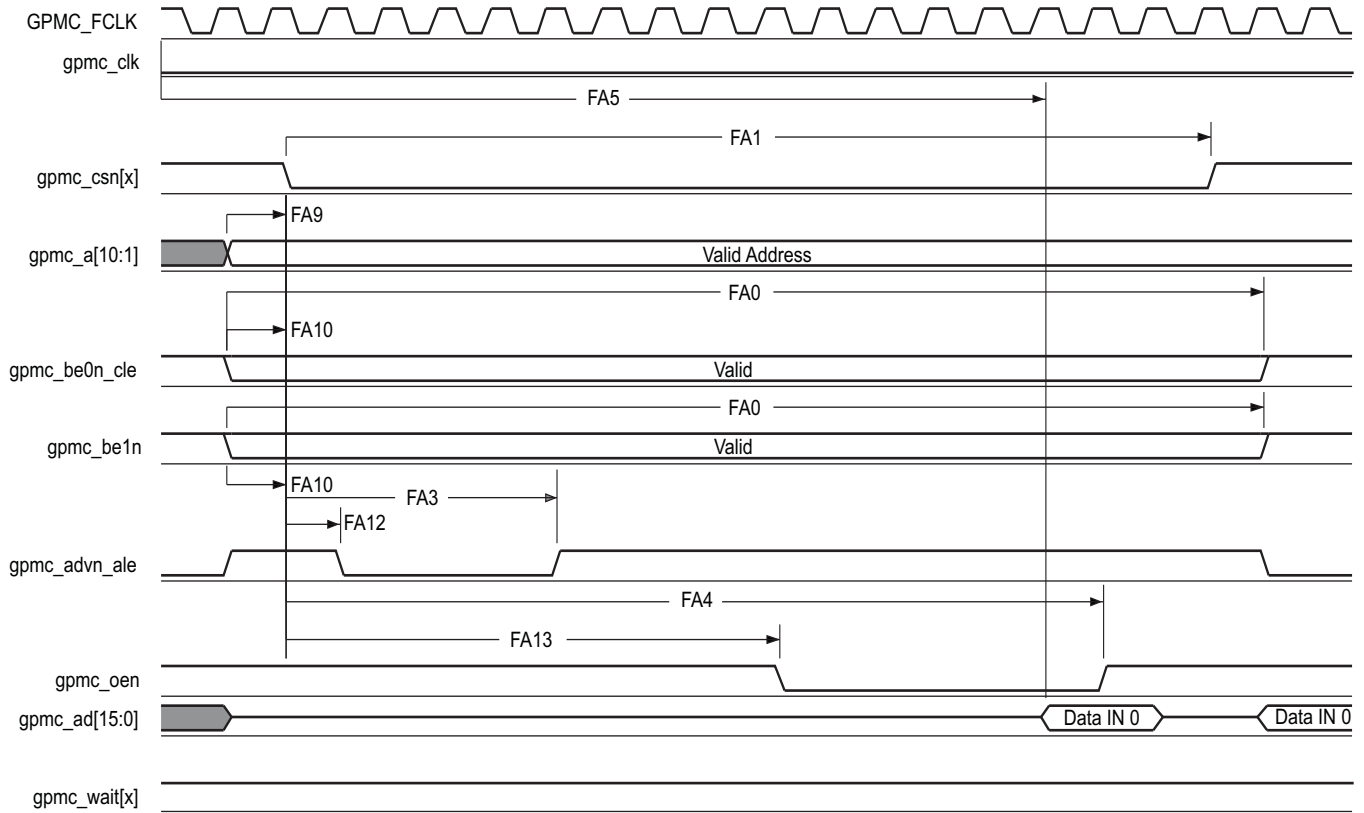 GPMC_FCLK
gpmc_clk
FA5
FA1
gpmc_csn[x]
FA9
gpmc_a[10:1]
Valid Address
FA0
FA10
gpmc_be0n_cle
Valid
FA0
gpmc_be1n
Valid
FA10
FA3
FA12
gpmc_advn_ale
FA4
FA13
gpmc_oen
gpmc_ad[15:0]
Data IN 0
Data IN 0
gpmc_wait[x]